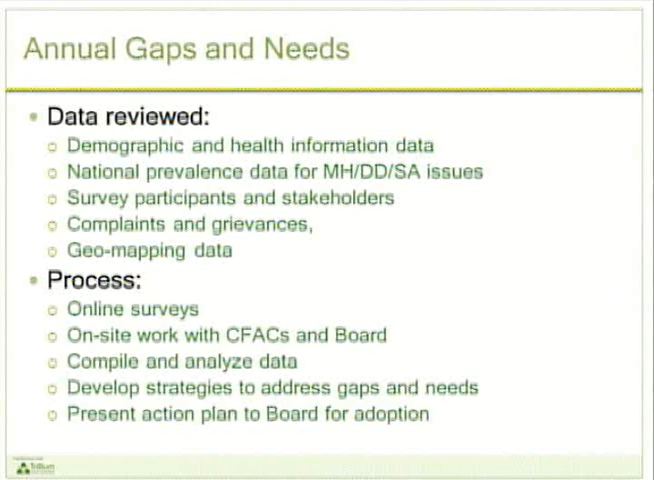 Annual Gaps and Needs
Data reviewed:
Demographic and health information data
National prevalence data for MH/DD/SA issues
Survey participants and stakeholders
Complaints and grievances,
Geo-mapping data
Process:
Online surveys
On-site work with CFACs and Board
Compile and analyze data
Develop strategies to address gaps and needs
Present action plan to Board for adoption
Trillium